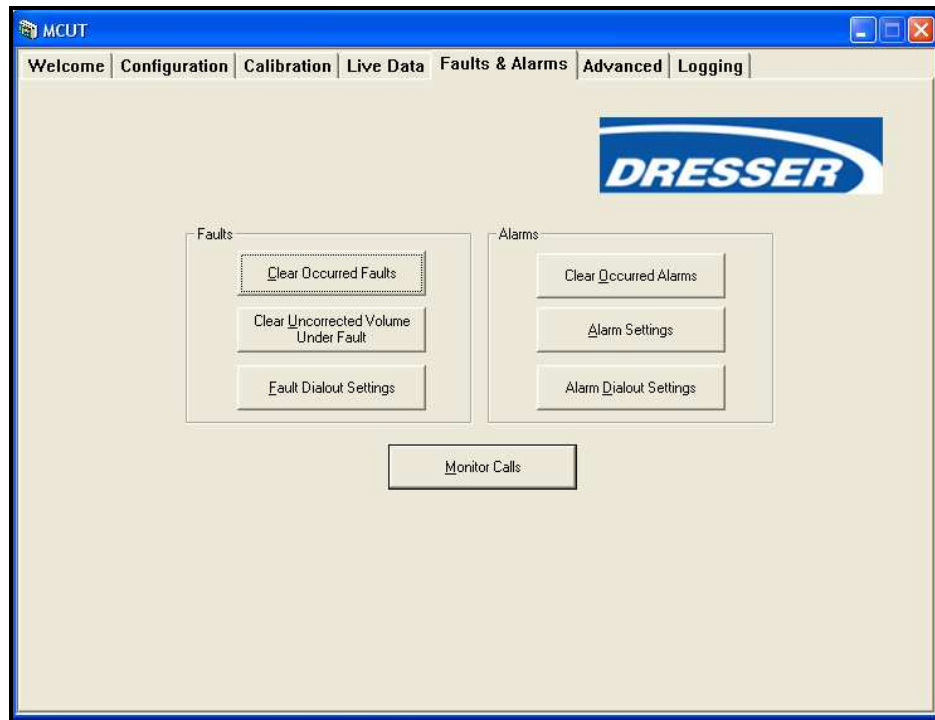 MCUT
Welcome Configuration Calibration Live Data Faults & Alarms Advanced Logging
DRESSER
Faults
Clear Occurred Faults
Clear Uncorrected Volume
Under Fault
Fault Dialout Settings
Alarms
Clear Occurred Alarms
Alarm Settings
Alarm Dialout Settings
Monitor Calls